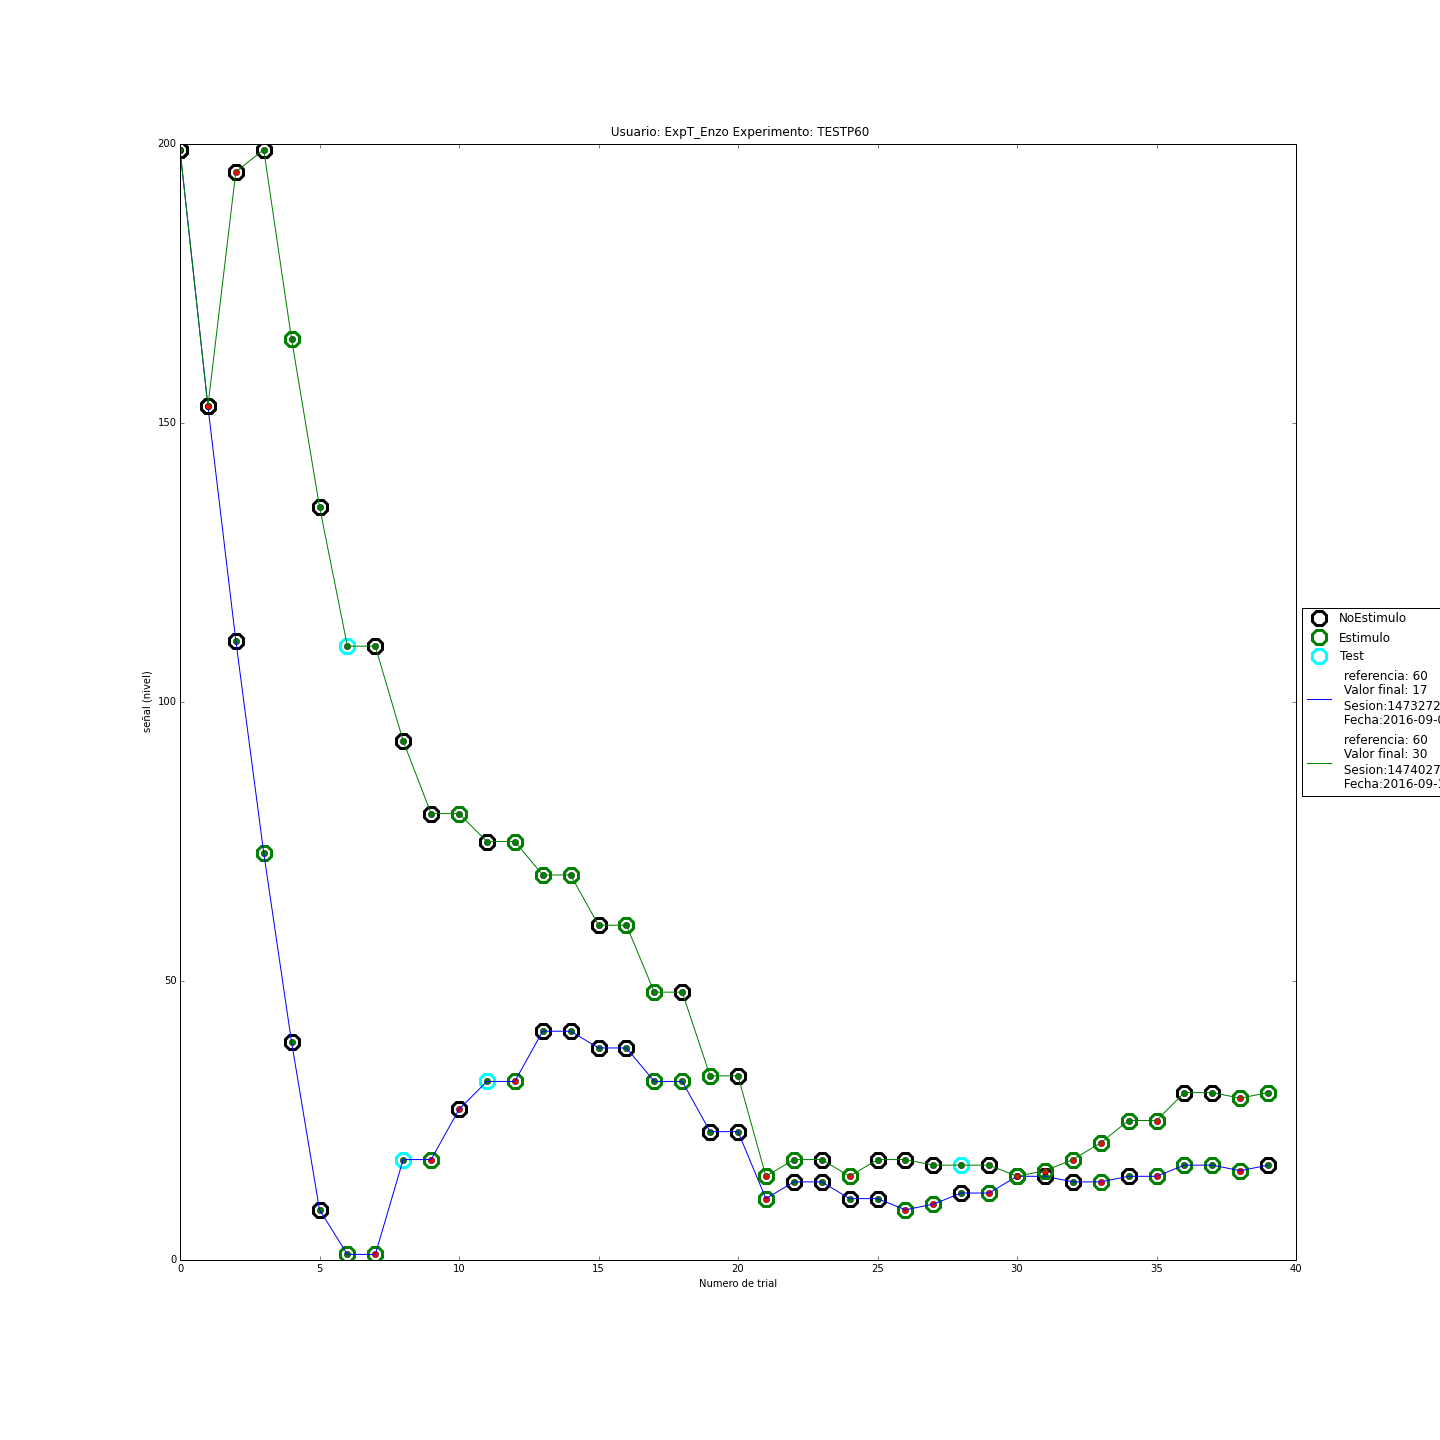 Usuario: ExpT_Enzo Experimento: TESTP60
200
150
100
50
0
señal (nivel)
0 5 10 15 20 25 30 35 40
Numero de trial
NoEstimulo
Estimulo
Test
referencia: 60
Valor final: 17
Sesion:1473272
Fecha:2016-09-0
referencia: 60
Valor final: 30
Sesion:1474027
Fecha:2016-09-1